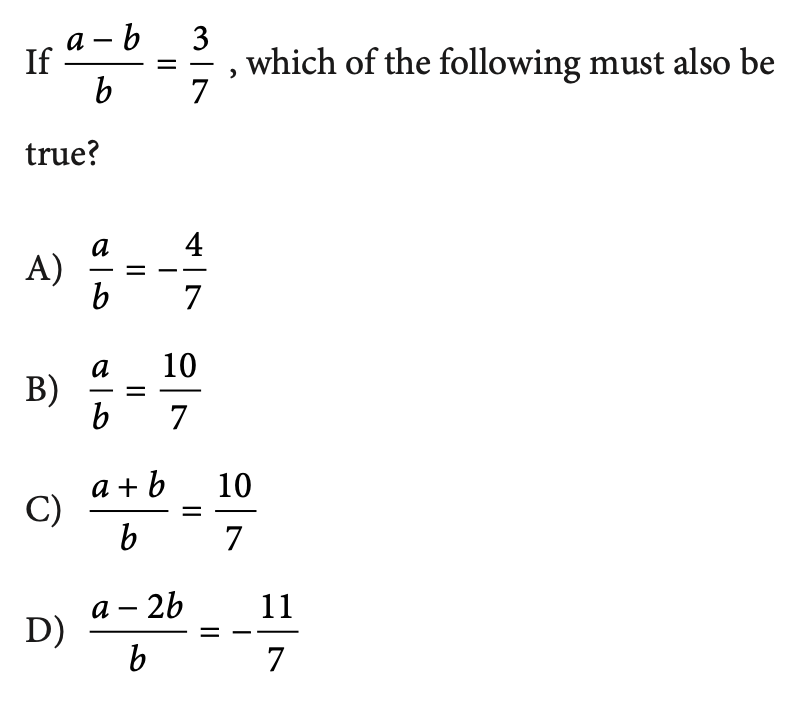 If \frac{a - b}{b} = \frac{3}{7} , which of the following must also be
true?
A) \frac{a}{b} = -\frac{4}{7}
B) \frac{a}{b} = \frac{10}{7}
C) \frac{a + b}{b} = \frac{10}{7}
D) \frac{a - 2b}{b} = -\frac{11}{7}